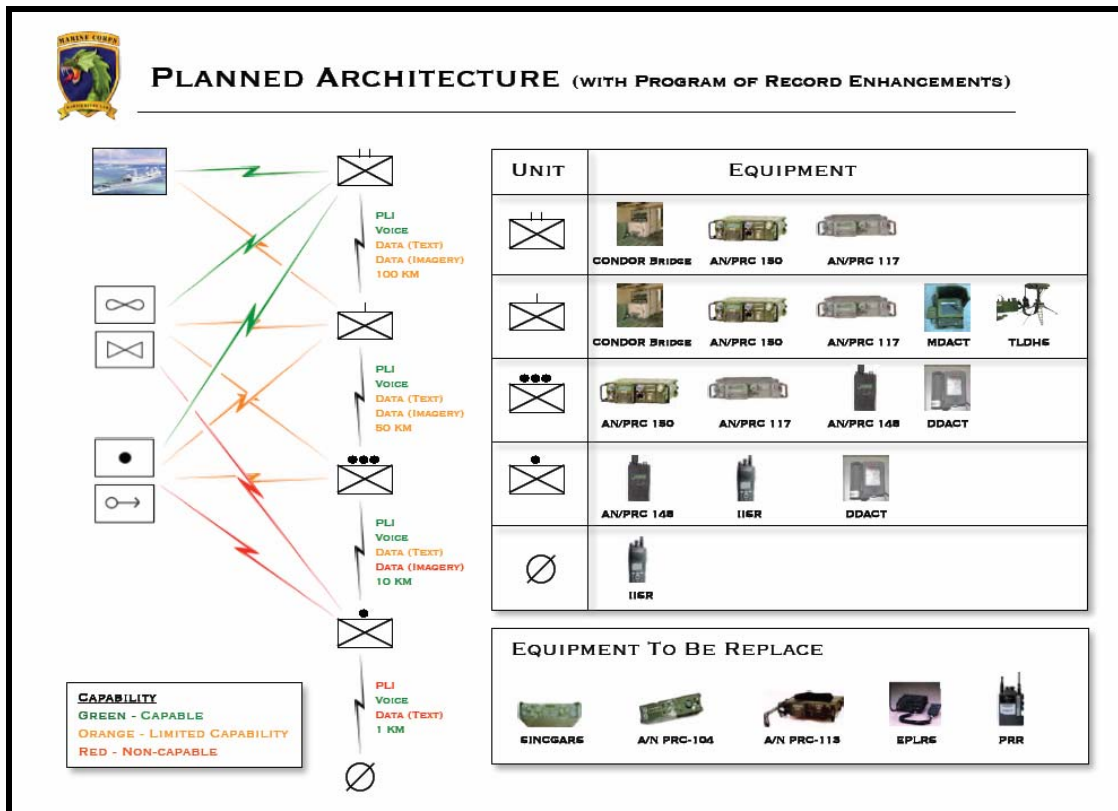 MARINE CORPS
PLANNED ARCHITECTURE (WITH PROGRAM OF RECORD ENHANCEMENTS)
PLI
VOICE
DATA (TEXT)
DATA (IMAGERY)
100 KM
PLI
VOICE
DATA (TEXT)
DATA (IMAGERY)
50 KM
PLI
VOICE
DATA (TEXT)
DATA (IMAGERY)
10 KM
PLI
VOICE
DATA (TEXT)
1 KM
CAPABILITY
GREEN - CAPABLE
ORANGE - LIMITED CAPABILITY
RED - NON-CAPABLE
UNIT EQUIPMENT
CONDOR BRIDGE AN/PRC 150 AN/PRC 117
CONDOR BRIDGE AN/PRC 150 AN/PRC 117 MDACT TLDHS
AN/PRC 150 AN/PRC 117 AN/PRC 148 DDACT
AN/PRC 148 IISR DDACT
IISR
EQUIPMENT TO BE REPLACE
SINCGARS A/N PRC-104 A/N PRC-113 EPLRS PRR